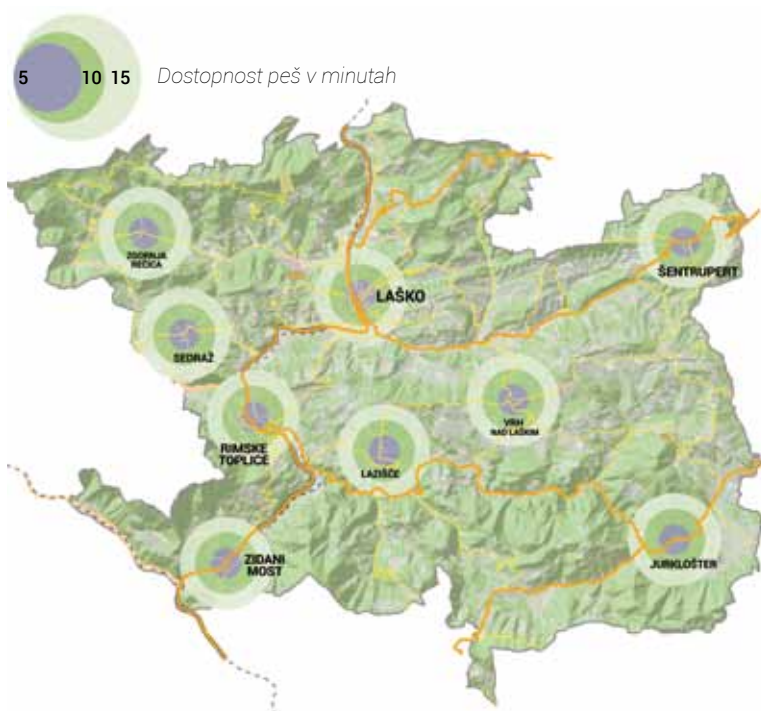 5 10 15 Dostopnost peš v minutah
ZGORNJA
REČICA
ŠENTRUPERT
LAŠKO
SEDRAŽ
VRH
NAD LAŠKIM
RIMSKE
TOPLICE
LAZIŠČE
ZIDANI
MOST
JURKLOŠTER